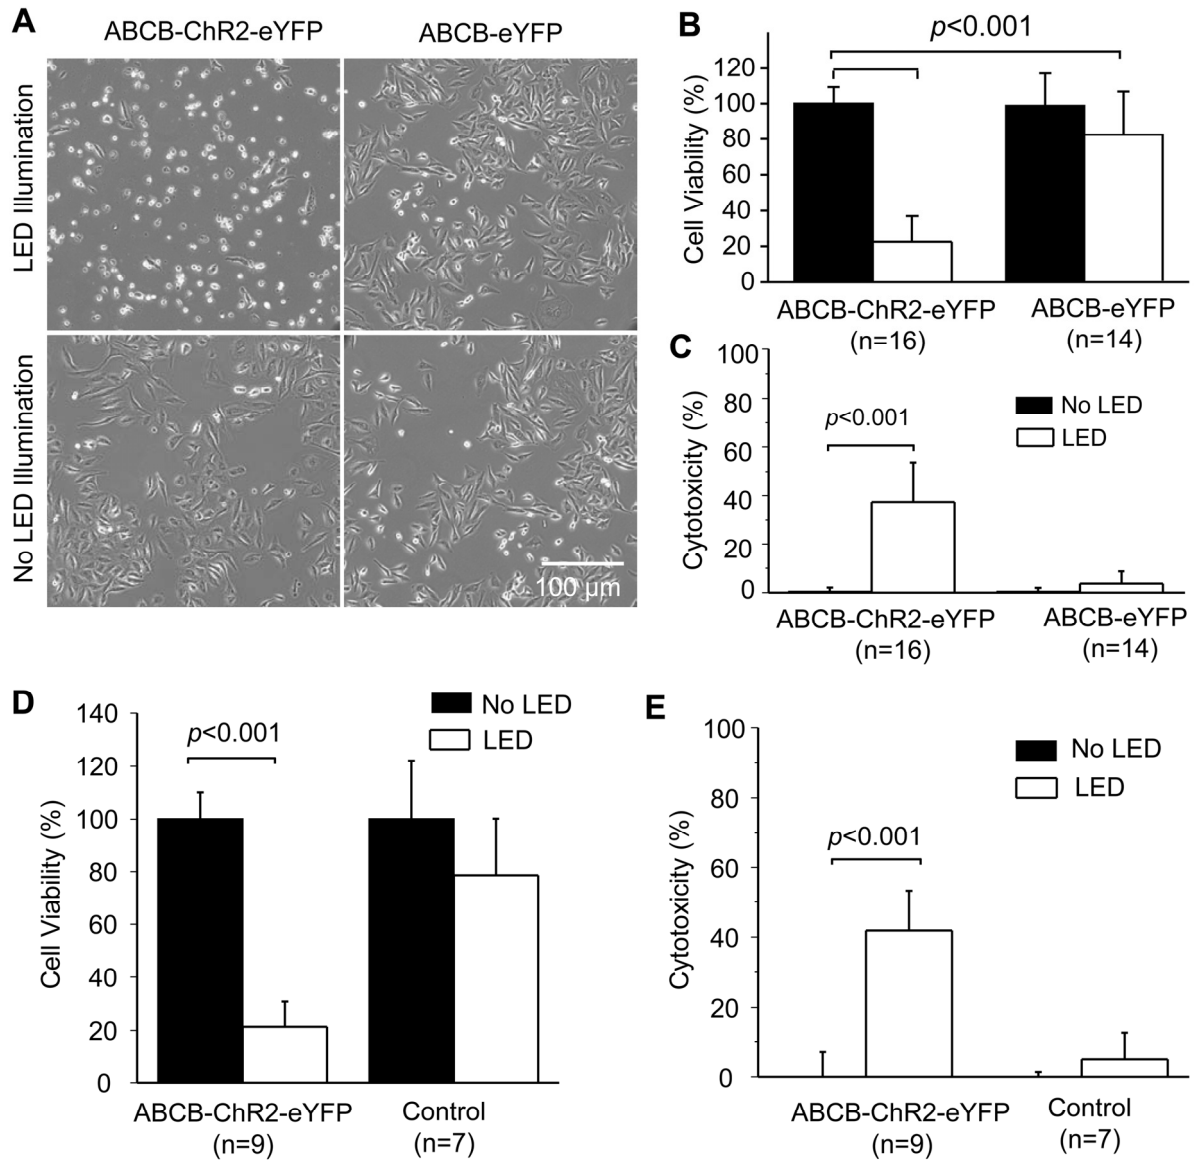 A
ABCB-ChR2-eYFP
ABCB-eYFP
LED Illumination
No LED Illumination
100 µm
B
p<0.001
Cell Viability (%)
120
100
80
60
40
20
0
ABCB-ChR2-eYFP
(n=16)
ABCB-eYFP
(n=14)
C
Cytotoxicity (%)
100
80
60
40
20
0
p<0.001
No LED
LED
ABCB-ChR2-eYFP
(n=16)
ABCB-eYFP
(n=14)
D
Cell Viability (%)
140
120
100
80
60
40
20
0
p<0.001
No LED
LED
ABCB-ChR2-eYFP
(n=9)
Control
(n=7)
E
Cytotoxicity (%)
100
80
60
40
20
0
p<0.001
No LED
LED
ABCB-ChR2-eYFP
(n=9)
Control
(n=7)